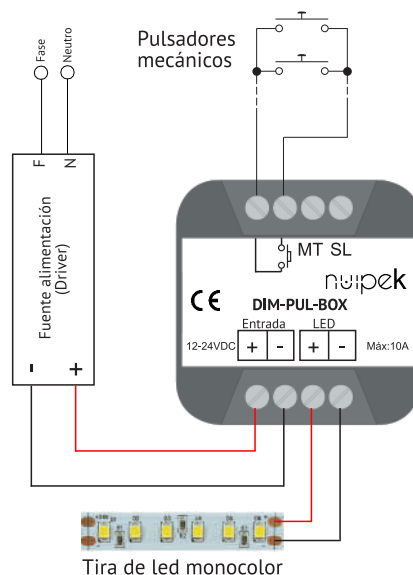 Pulsadores
mecánicos
Fase
Neutro
F
N
Fuente alimentación
(Driver)
-
+
MT SL
nuipek
CE
DIM-PUL-BOX
Entrada
LED
12-24VDC
+
-
+
-
Máx:10A
Tira de led monocolor